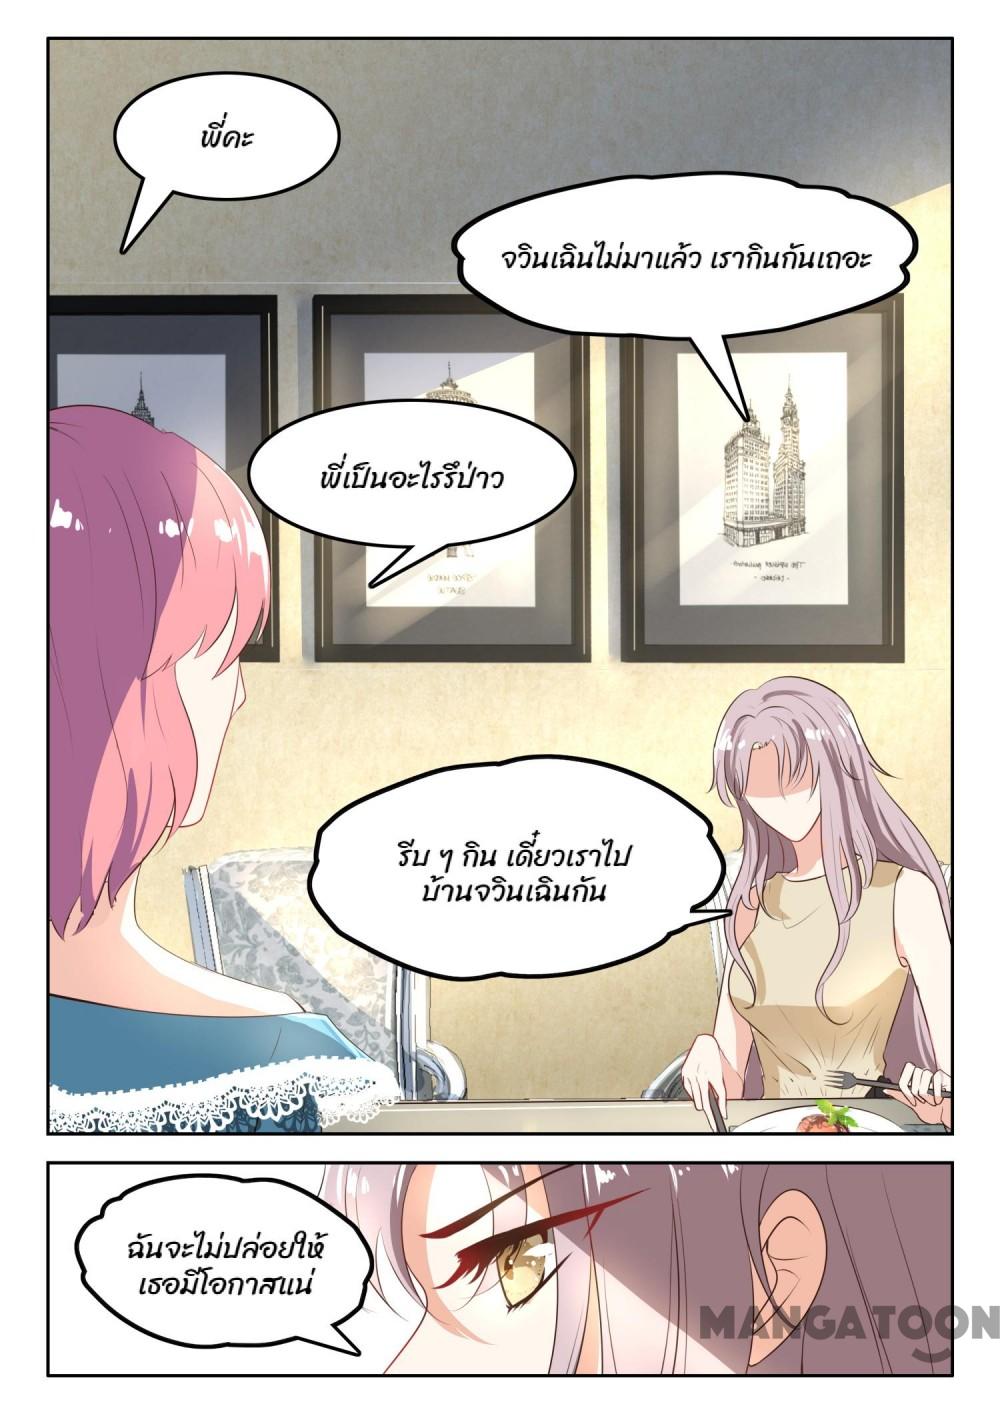 พี่คะ
จวินเฉินไม่มาแล้ว เรากินกันเถอะ
พี่เป็นอะไรรึป่าว
รีบ ๆ กิน เดี๋ยวเราไป
บ้านจวินเฉินกัน
ฉันจะไม่ปล่อยให้
เธอมีโอกาสแน่
MANGATOON